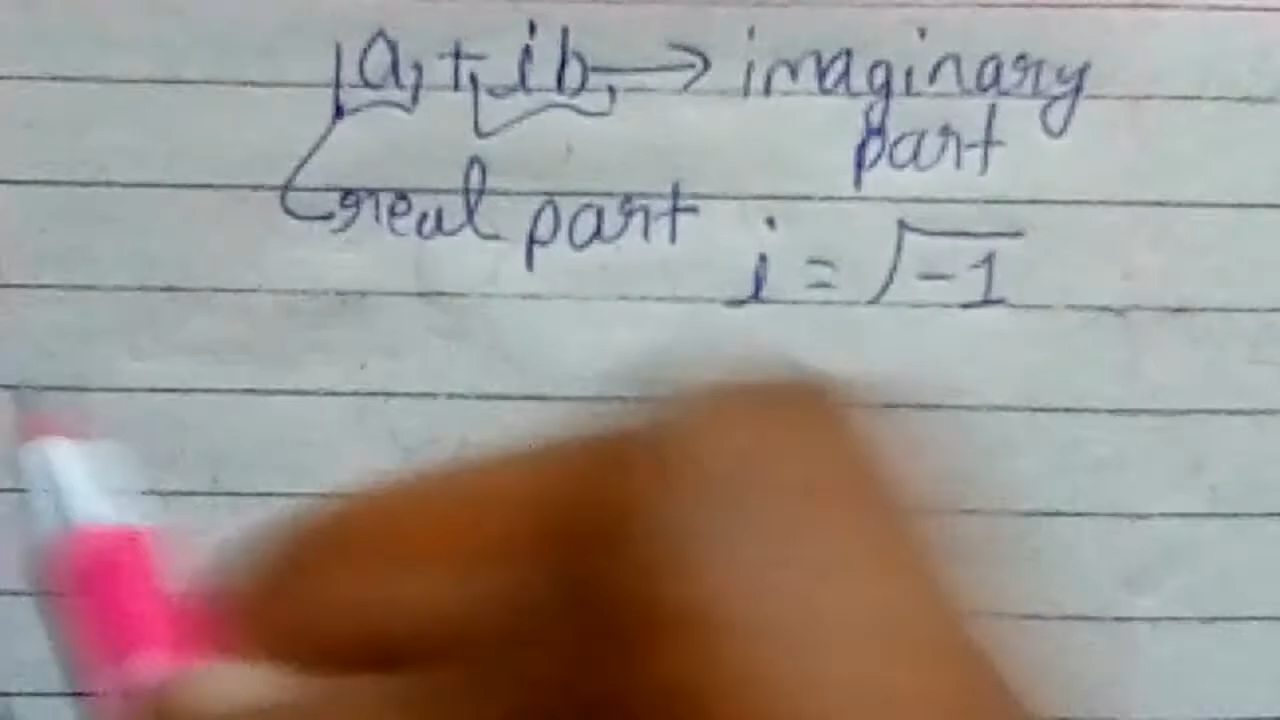 a + ib → imaginary
part
real part
i = √-1